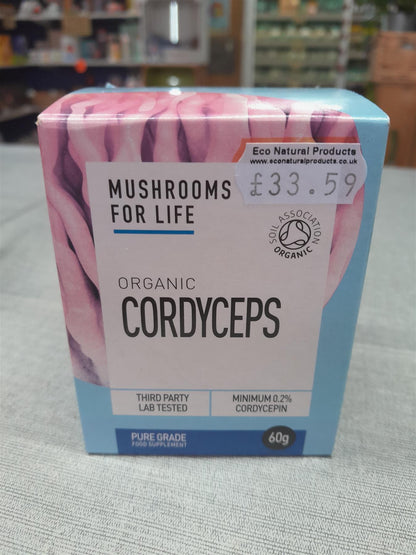 Eco Natural Products
www.econaturalproducts.co.uk
£33.59
MUSHROOMS
FOR LIFE
SOIL ASSOCIATION
ORGANIC
ORGANIC
CORDYCEPS
THIRD PARTY
LAB TESTED
MINIMUM 0.2%
CORDYCEPIN
PURE GRADE
FOOD SUPPLEMENT
60g